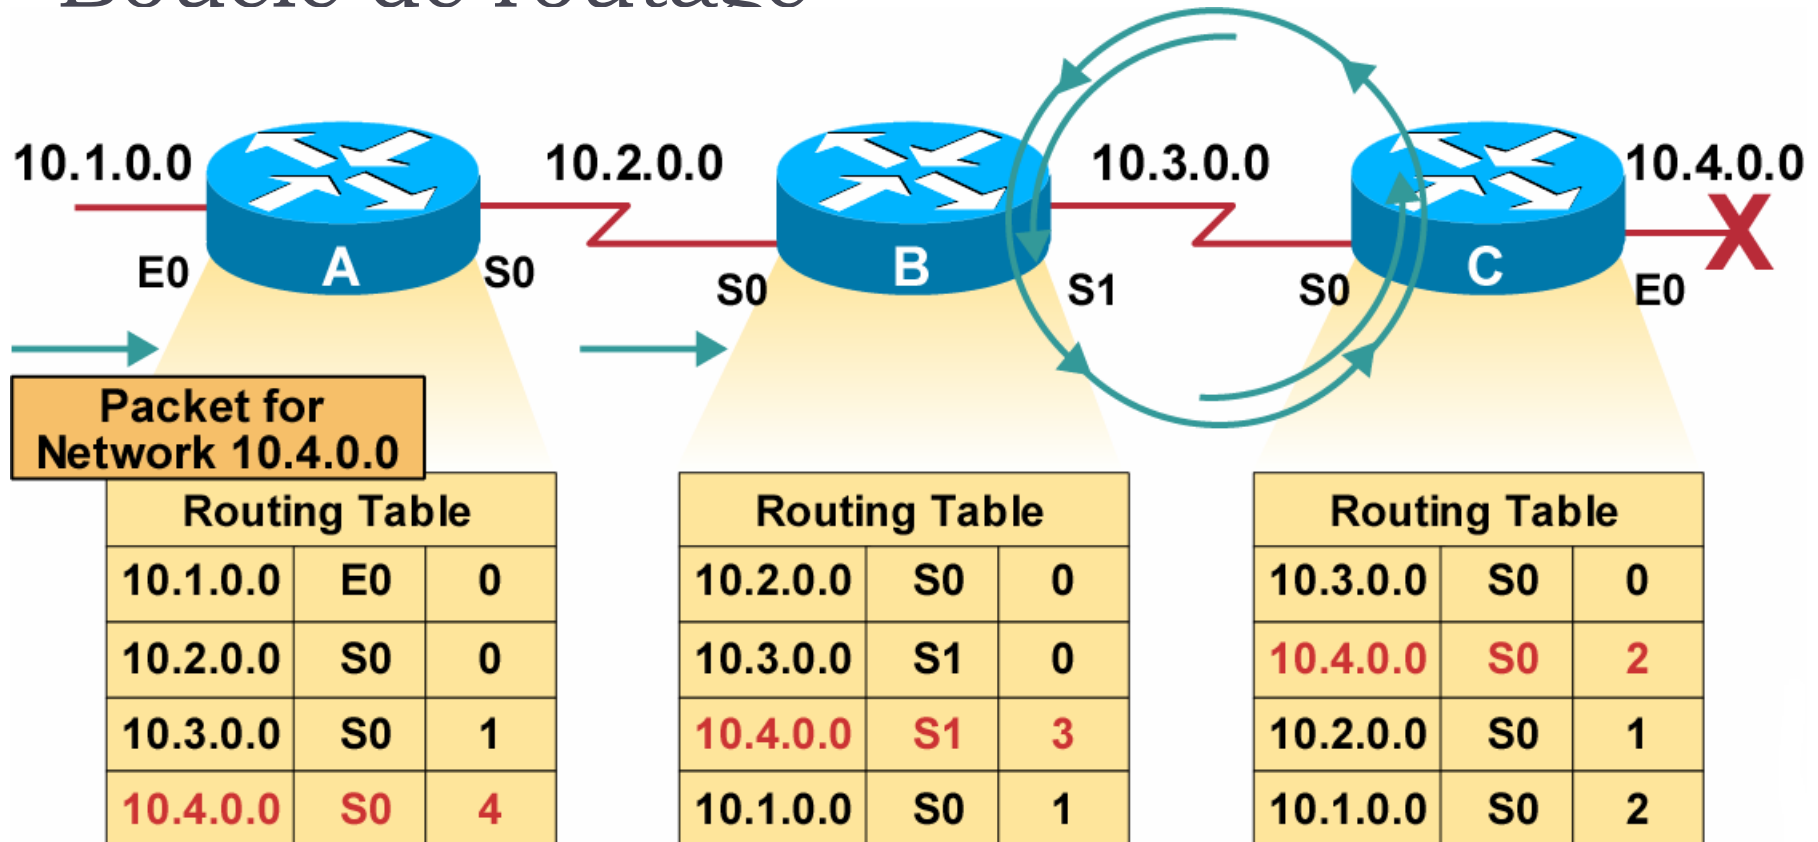 Boucle de routage
10.1.0.0
10.2.0.0
10.3.0.0
10.4.0.0
X
E0
A
S0
S0
B
S1
S0
C
E0
Packet for
Network 10.4.0.0
Routing Table
10.1.0.0 E0 0
10.2.0.0 S0 0
10.3.0.0 S0 1
10.4.0.0 S0 4
Routing Table
10.2.0.0 S0 0
10.3.0.0 S1 0
10.4.0.0 S1 3
10.1.0.0 S0 1
Routing Table
10.3.0.0 S0 0
10.4.0.0 S0 2
10.2.0.0 S0 1
10.1.0.0 S0 2